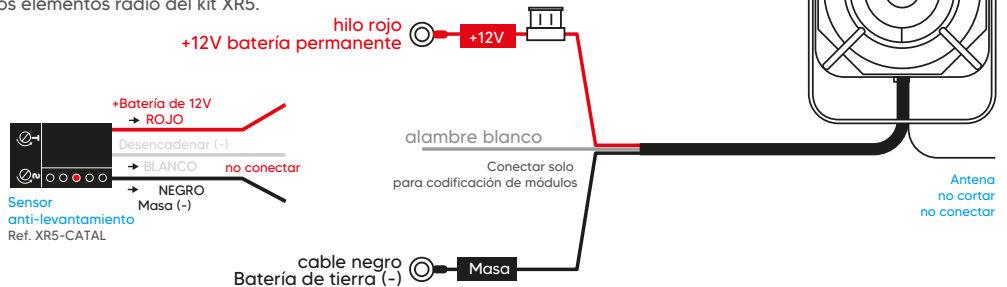 os elementos radio del kit XR5.
hilo rojo
+12V batería permanente
+12V
+Batería de 12V
→ ROJO
Desencadenar (-)
→ BLANCO
no conectar
→ NEGRO
Masa (-)
1
2
Sensor
anti-levantamiento
Ref. XR5-CATAL
alambre blanco
Conectar solo
para codificación de módulos
Antena
no cortar
no conectar
cable negro
Batería de tierra (-)
Masa